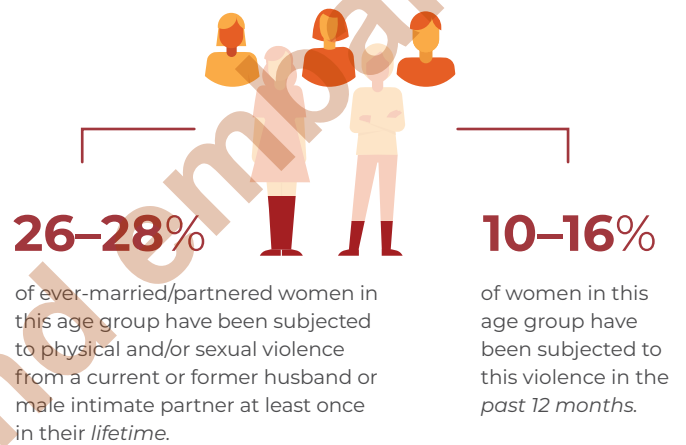 26–28%
of ever-married/partnered women in
this age group have been subjected
to physical and/or sexual violence
from a current or former husband or
male intimate partner at least once
in their lifetime.
10–16%
of women in this
age group have
been subjected to
this violence in the
past 12 months.